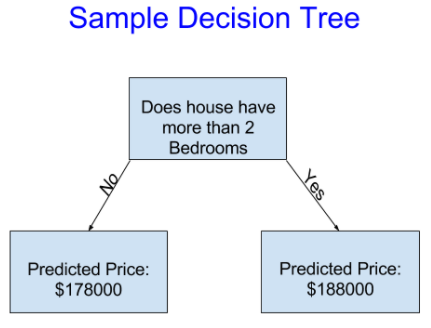 Sample Decision Tree
Does house have
more than 2
Bedrooms
No
Yes
Predicted Price:
$178000
Predicted Price:
$188000